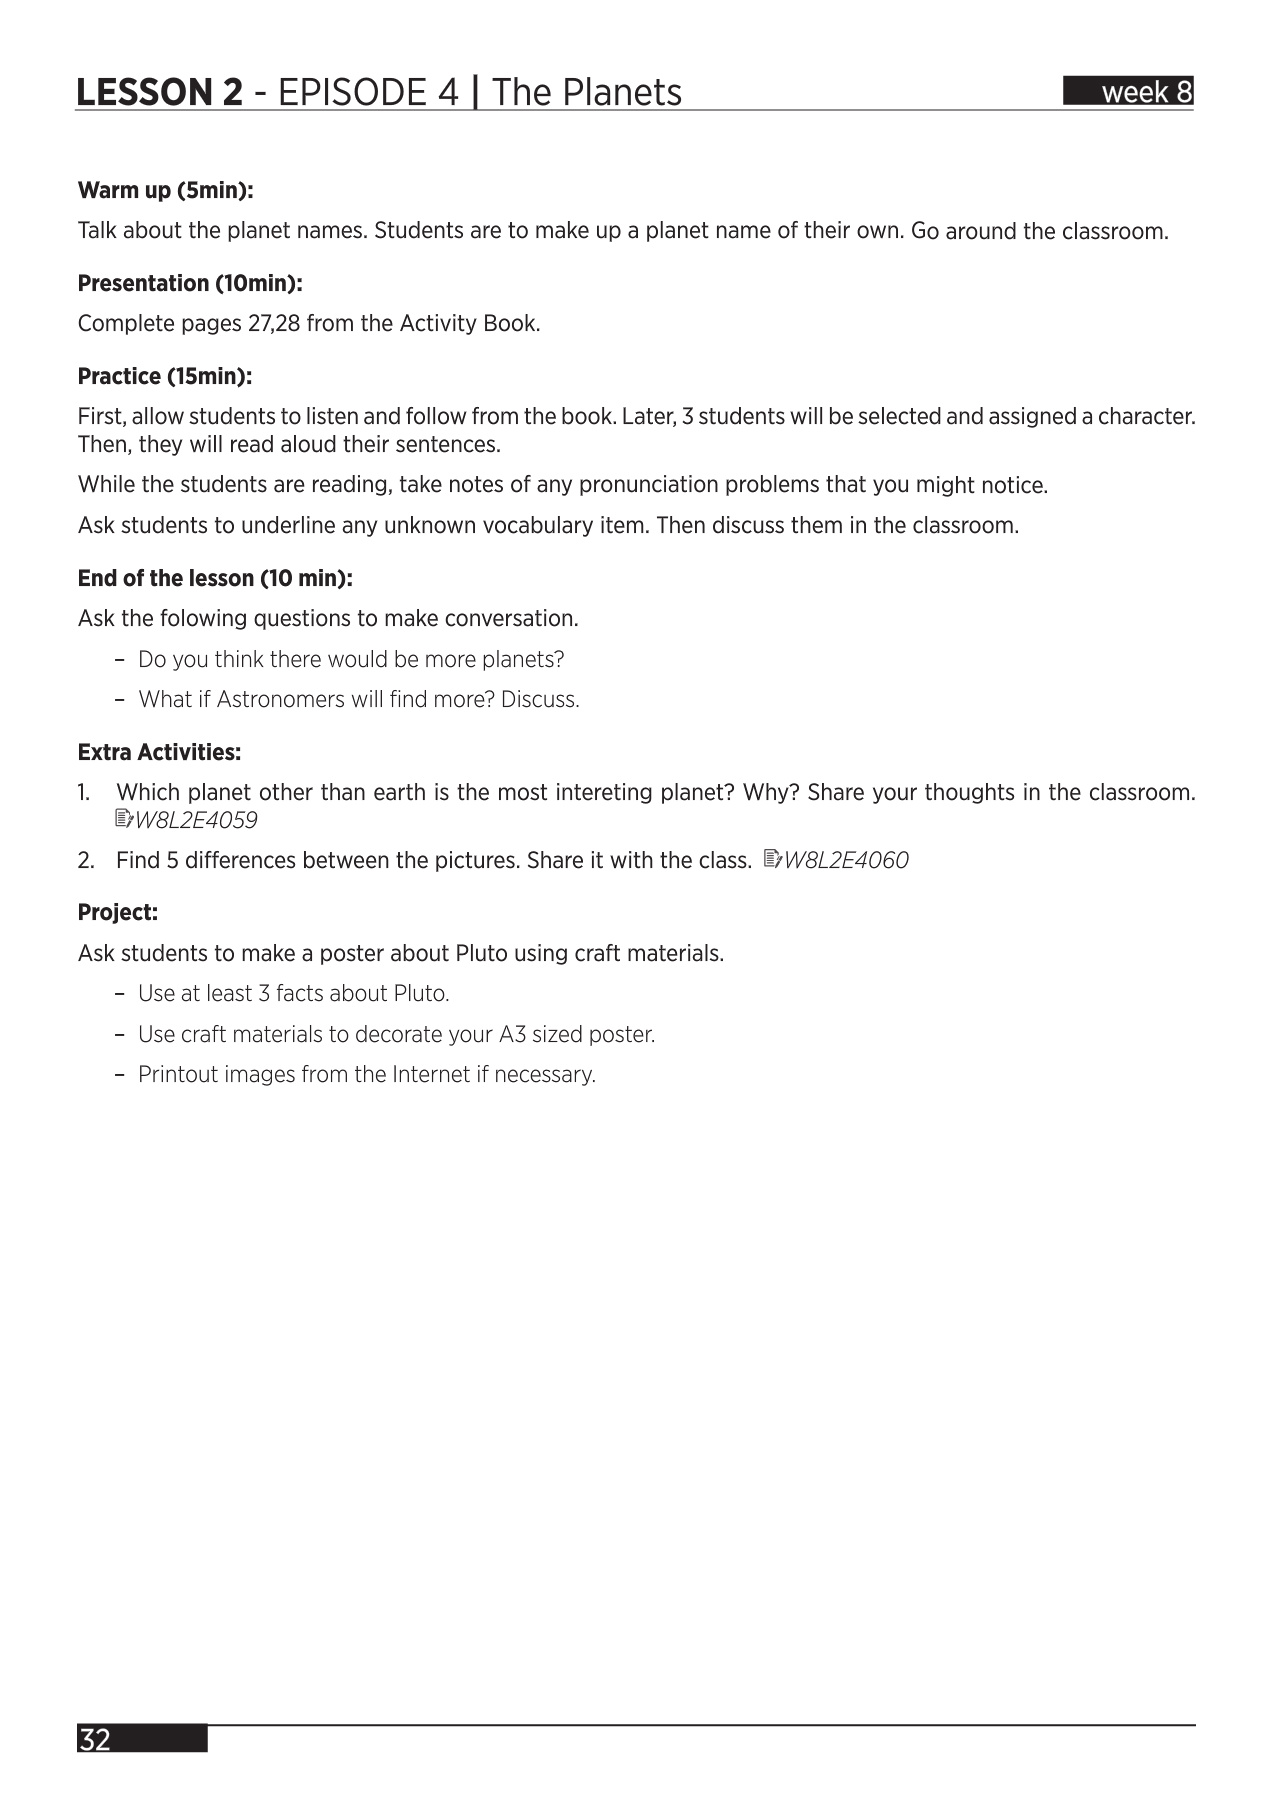 LESSON 2 - EPISODE 4 | The Planets
week 8
Warm up (5min):
Talk about the planet names. Students are to make up a planet name of their own. Go around the classroom.
Presentation (10min):
Complete pages 27,28 from the Activity Book.
Practice (15min):
First, allow students to listen and follow from the book. Later, 3 students will be selected and assigned a character.
Then, they will read aloud their sentences.
While the students are reading, take notes of any pronunciation problems that you might notice.
Ask students to underline any unknown vocabulary item. Then discuss them in the classroom.
End of the lesson (10 min):
Ask the folowing questions to make conversation.
– Do you think there would be more planets?
– What if Astronomers will find more? Discuss.
Extra Activities:
1. Which planet other than earth is the most intereting planet? Why? Share your thoughts in the classroom.
W8L2E4059
2. Find 5 differences between the pictures. Share it with the class. W8L2E4060
Project:
Ask students to make a poster about Pluto using craft materials.
– Use at least 3 facts about Pluto.
– Use craft materials to decorate your A3 sized poster.
– Printout images from the Internet if necessary.
32